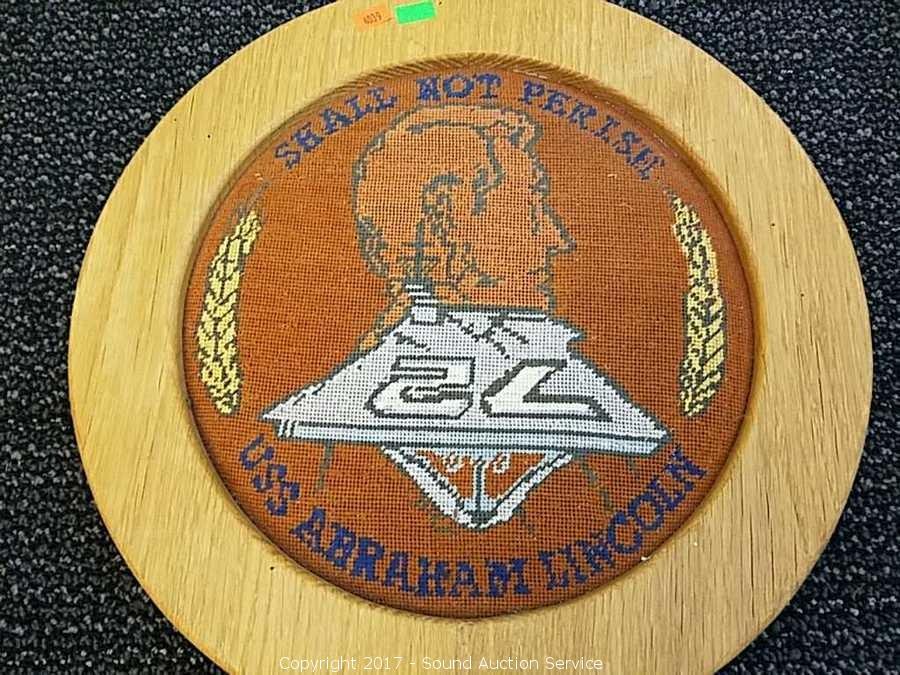 SHALL NOT PERISH
72
USS ABRAHAM LINCOLN
Copyright 2017 - Sound Auction Service